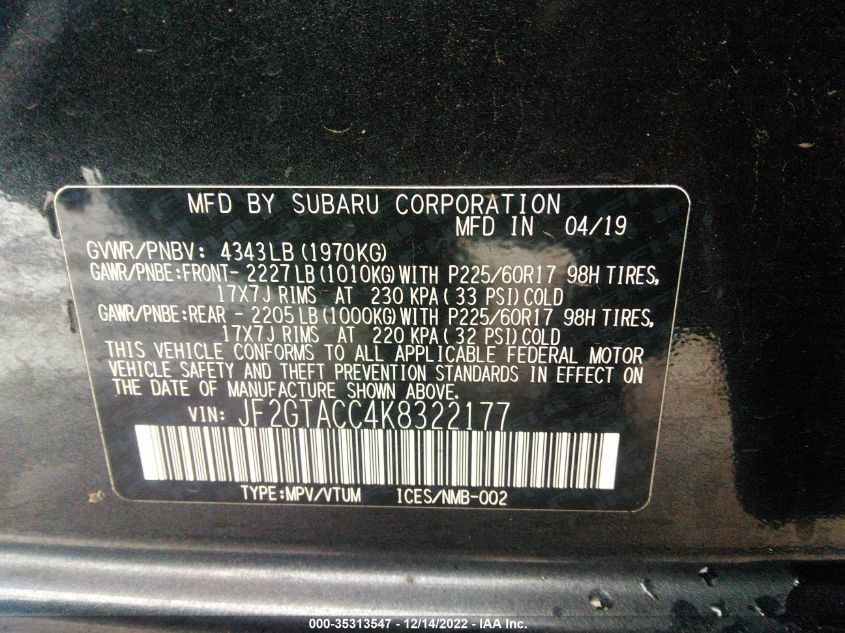 MFD BY SUBARU CORPORATION
MFD IN 04/19
GVWR/PNBV: 4343LB (1970KG)
GAWR/PNBE:FRONT- 2227LB (1010KG) WITH P225/60R17 98H TIRES,
17X7J RIMS AT 230 KPA ( 33 PSI) COLD
GAWR/PNBE:REAR - 2205LB (1000KG) WITH P225/60R17 98H TIRES,
17X7J RIMS AT 220 KPA ( 32 PSI) COLD
THIS VEHICLE CONFORMS TO ALL APPLICABLE FEDERAL MOTOR
VEHICLE SAFETY AND THEFT PREVENTION STANDARDS IN EFFECT ON
THE DATE OF MANUFACTURE SHOWN ABOVE.
VIN: JF2GTACC4K8322177
TYPE:MPV/VTUM ICES/NMB-002
000-35313547 - 12/14/2022 - IAA Inc.